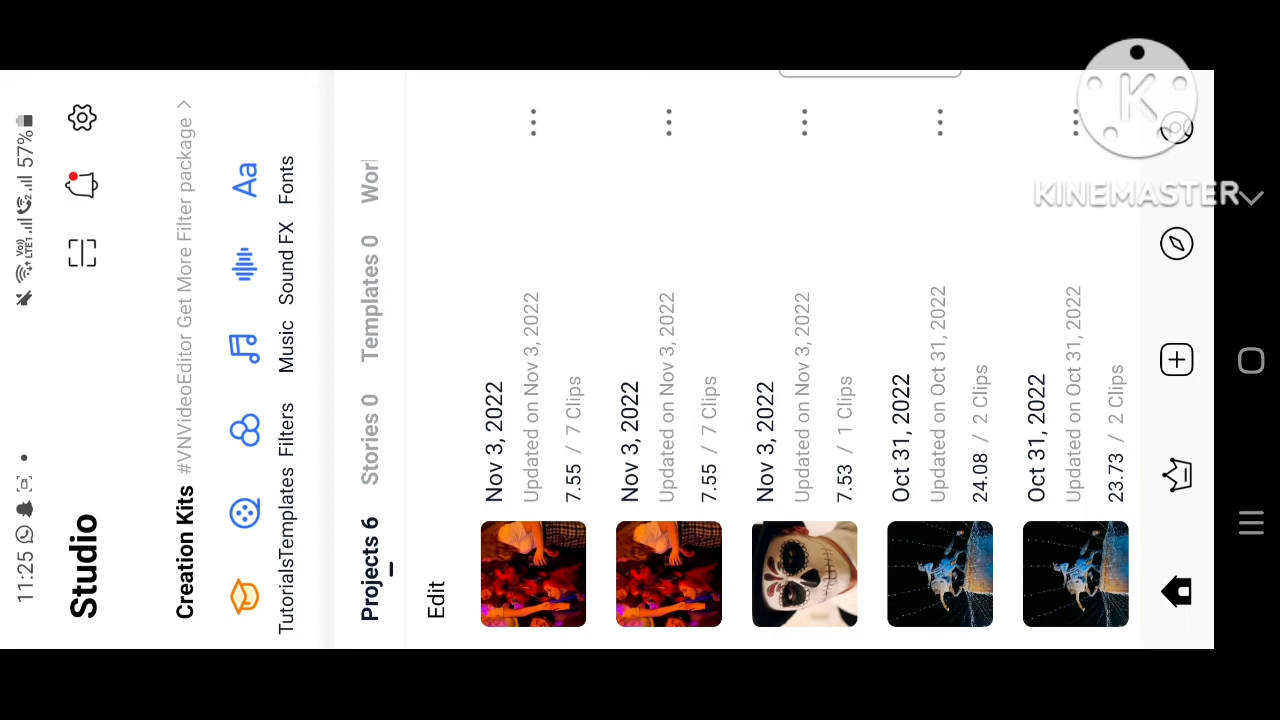 11:25
57%
Studio
Creation Kits #VNVideoEditor Get More Filter package >
Tutorials Templates Filters Music Sound FX Fonts
Projects 6 Stories 0 Templates 0 Wor
Edit
Nov 3, 2022
Updated on Nov 3, 2022
7.55 / 7 Clips
Nov 3, 2022
Updated on Nov 3, 2022
7.55 / 7 Clips
Nov 3, 2022
Updated on Nov 3, 2022
7.53 / 1 Clips
Oct 31, 2022
Updated on Oct 31, 2022
24.08 / 2 Clips
Oct 31, 2022
Updated on Oct 31, 2022
23.73 / 2 Clips
K
KINEMASTER